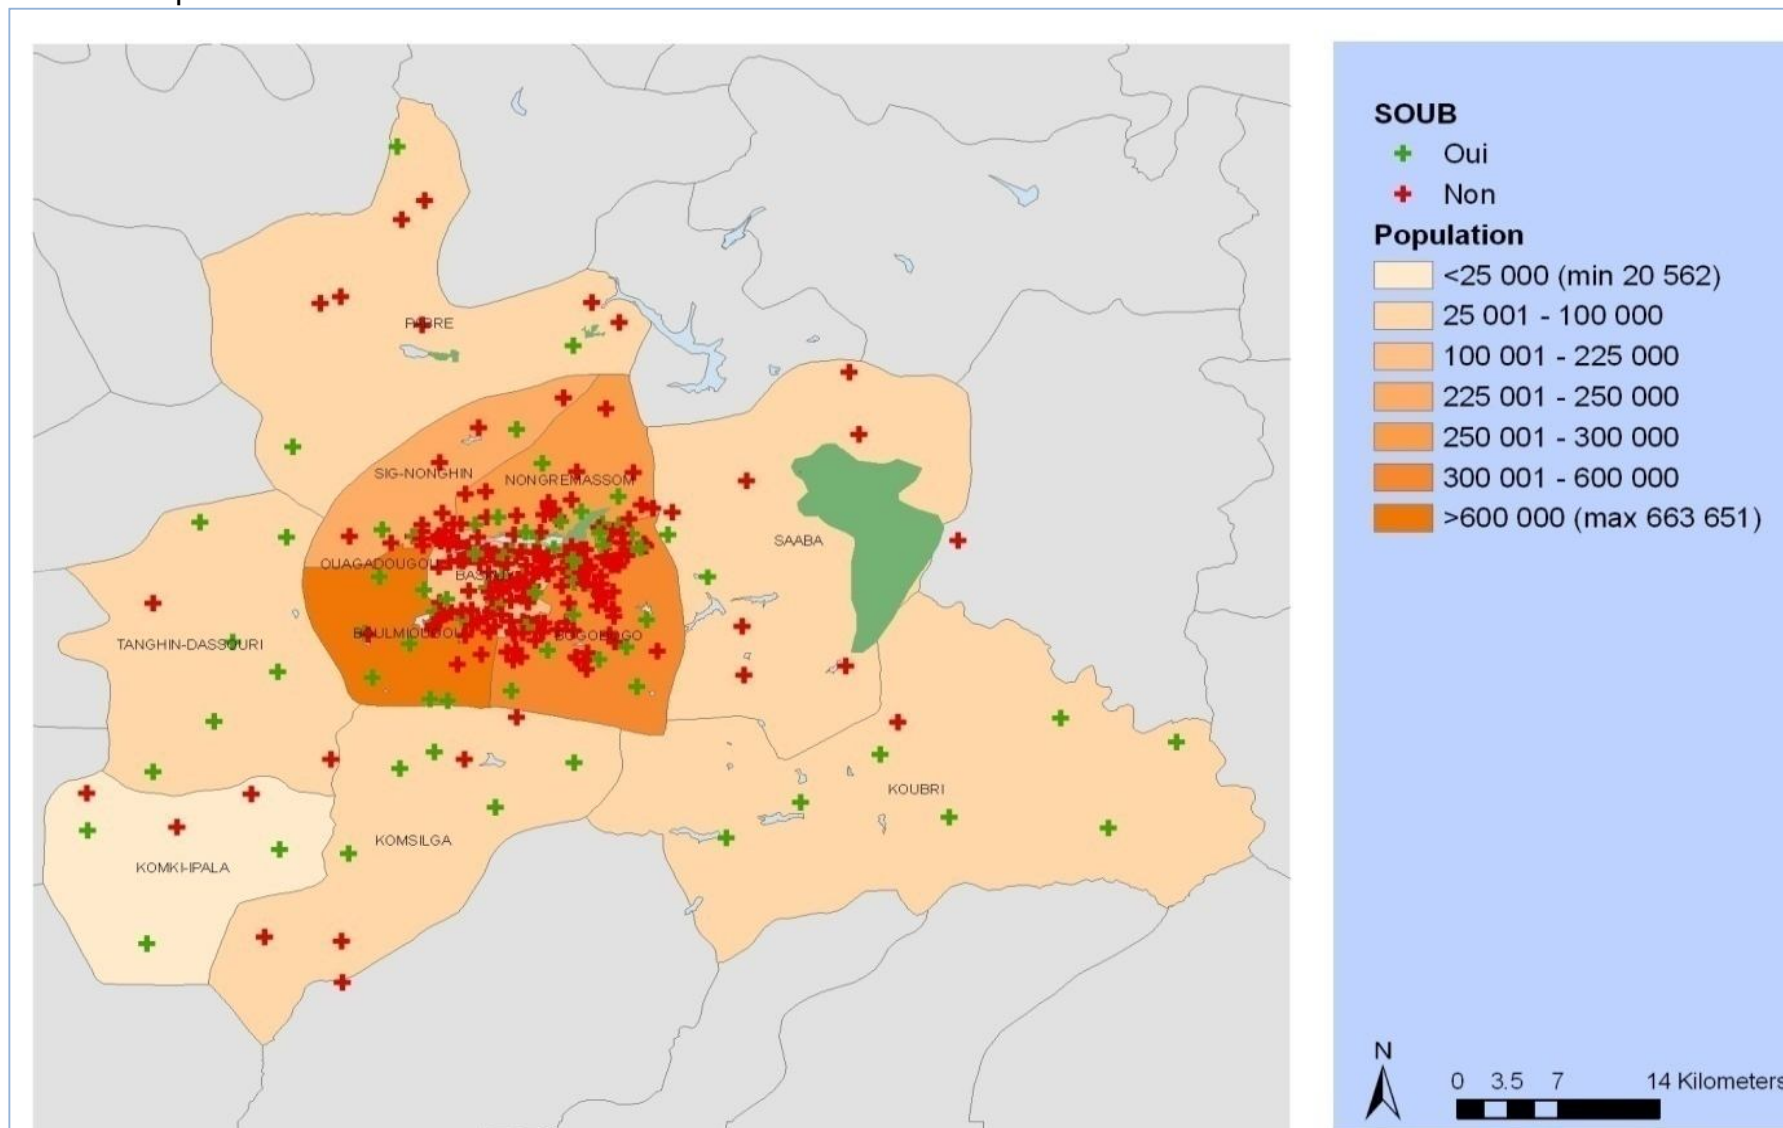 PABRE
SIG-NONGHIN
NONGREMASSOM
SAABA
OUAGADOUGOU
TANGHIN-DASSOURI
KOUBRI
KOMSILGA
KOMKI-IPALA
SOUB
Oui
Non
Population
<25 000 (min 20 562)
25 001 - 100 000
100 001 - 225 000
225 001 - 250 000
250 001 - 300 000
300 001 - 600 000
>600 000 (max 663 651)
N
0 3.5 7 14 Kilometers